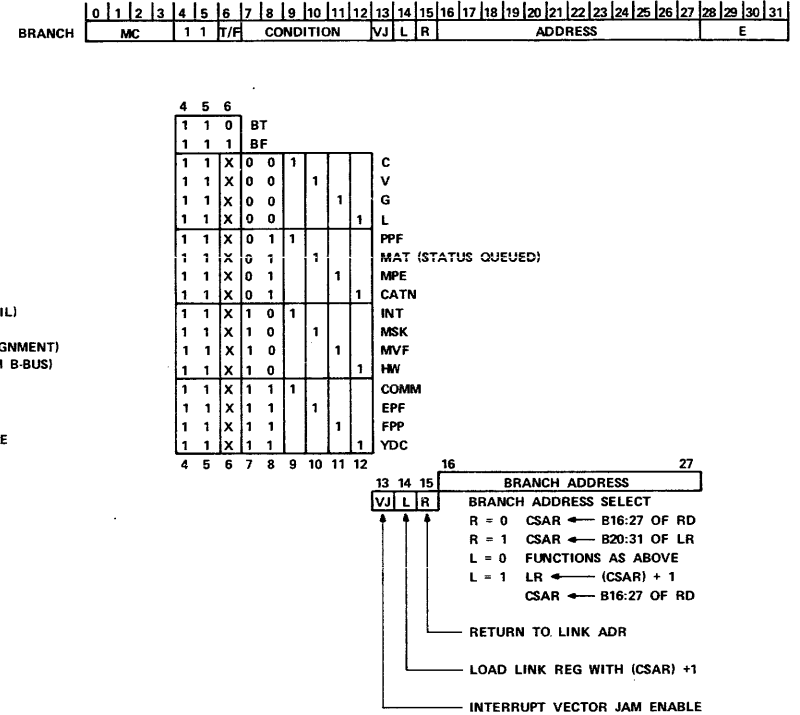 0 1 2 3 4 5 6 7 8 9 10 11 12 13 14 15 16 17 18 19 20 21 22 23 24 25 26 27 28 29 30 31
BRANCH MC 1 1 T/F CONDITION VJ L R ADDRESS E
4 5 6
1 1 0 BT
1 1 1 BF
1 1 X 0 0 1 C
1 1 X 0 0 1 V
1 1 X 0 0 1 G
1 1 X 0 0 1 L
1 1 X 0 1 1 PPF
1 1 X 0 1 1 MAT (STATUS QUEUED)
1 1 X 0 1 1 MPE
1 1 X 0 1 1 CATN
IL) 1 1 X 1 0 1 INT
1 1 X 1 0 1 MSK
GNMENT) 1 1 X 1 0 1 MVF
B-BUS) 1 1 X 1 0 1 HW
1 1 X 1 1 1 COMM
1 1 X 1 1 1 EPF
1 1 X 1 1 1 FPP
E 1 1 X 1 1 1 YDC
4 5 6 7 8 9 10 11 12
16 27
13 14 15 BRANCH ADDRESS
VJ L R BRANCH ADDRESS SELECT
R = 0 CSAR ← B16:27 OF RD
R = 1 CSAR ← B20:31 OF LR
L = 0 FUNCTIONS AS ABOVE
L = 1 LR ← (CSAR) + 1
CSAR ← B16:27 OF RD
RETURN TO LINK ADR
LOAD LINK REG WITH (CSAR) +1
INTERRUPT VECTOR JAM ENABLE